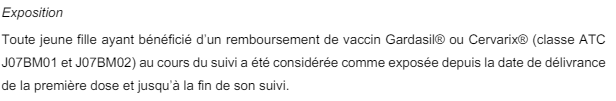 Exposition
Toute jeune fille ayant bénéficié d'un remboursement de vaccin Gardasil® ou Cervarix® (classe ATC
J07BM01 et J07BM02) au cours du suivi a été considérée comme exposée depuis la date de délivrance
de la première dose et jusqu'à la fin de son suivi.